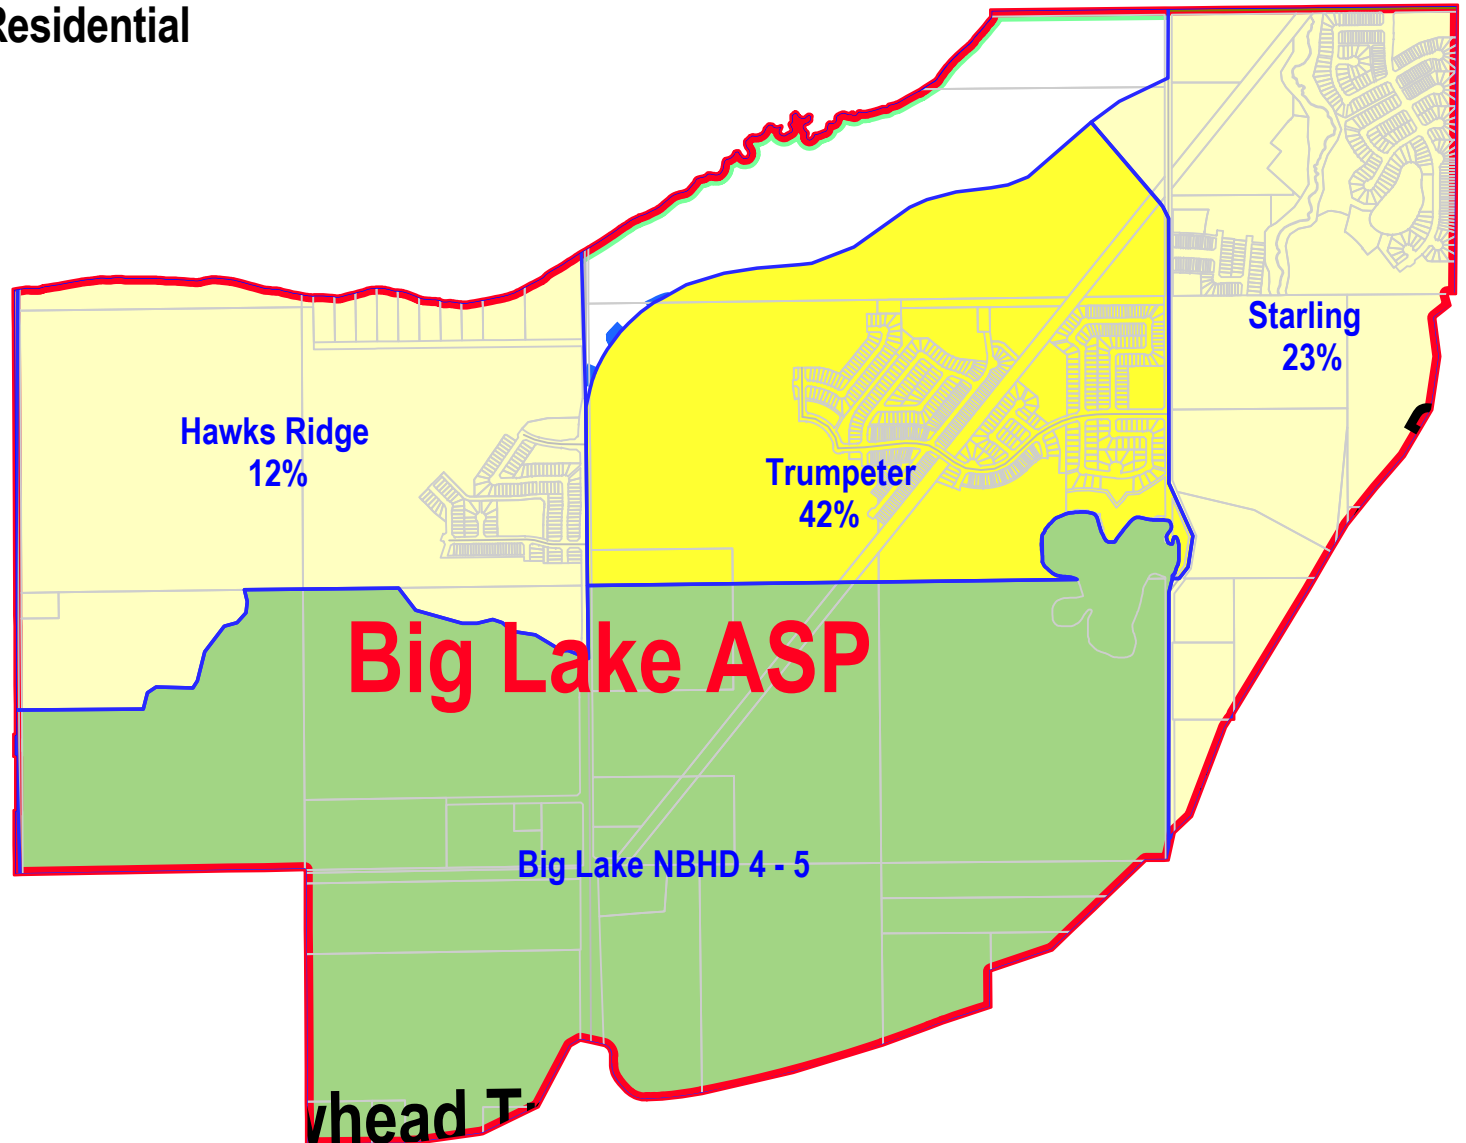 Residential
Starling
23%
Hawks Ridge
12%
Trumpeter
42%
Big Lake ASP
Big Lake NBHD 4 - 5